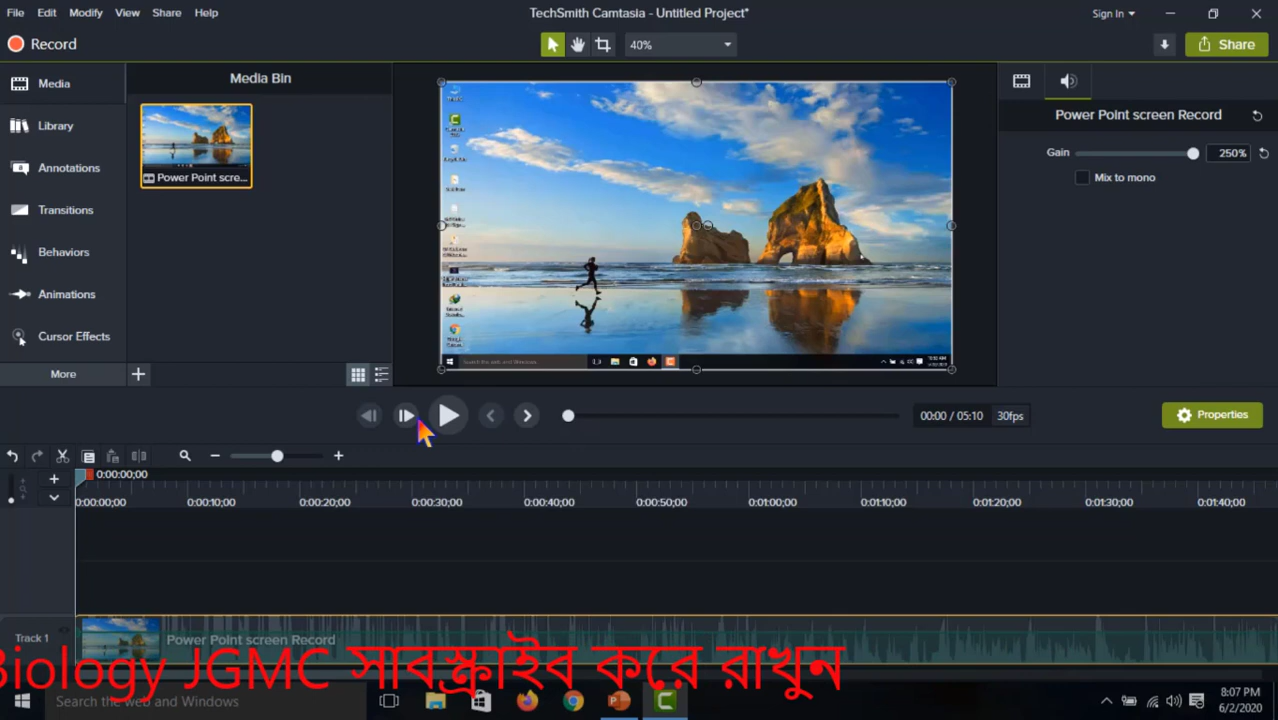 File Edit Modify View Share Help
TechSmith Camtasia - Untitled Project*
Sign In
Record
40%
Share
Media
Library
Annotations
Transitions
Behaviors
Animations
Cursor Effects
More
Media Bin
Power Point scre...
Search the web and Windows
Power Point screen Record
Gain 250%
Mix to mono
00:00 / 05:10 30fps
Properties
0:00:00;00
0:00:00;00 0:00:10;00 0:00:20;00 0:00:30;00 0:00:40;00 0:00:50;00 0:01:00;00 0:01:10;00 0:01:20;00 0:01:30;00 0:01:40;00
Track 1
Power Point screen Record
Biology JGMC সাবস্ক্রাইব করে রাখুন
Search the web and Windows
8:07 PM
6/2/2020